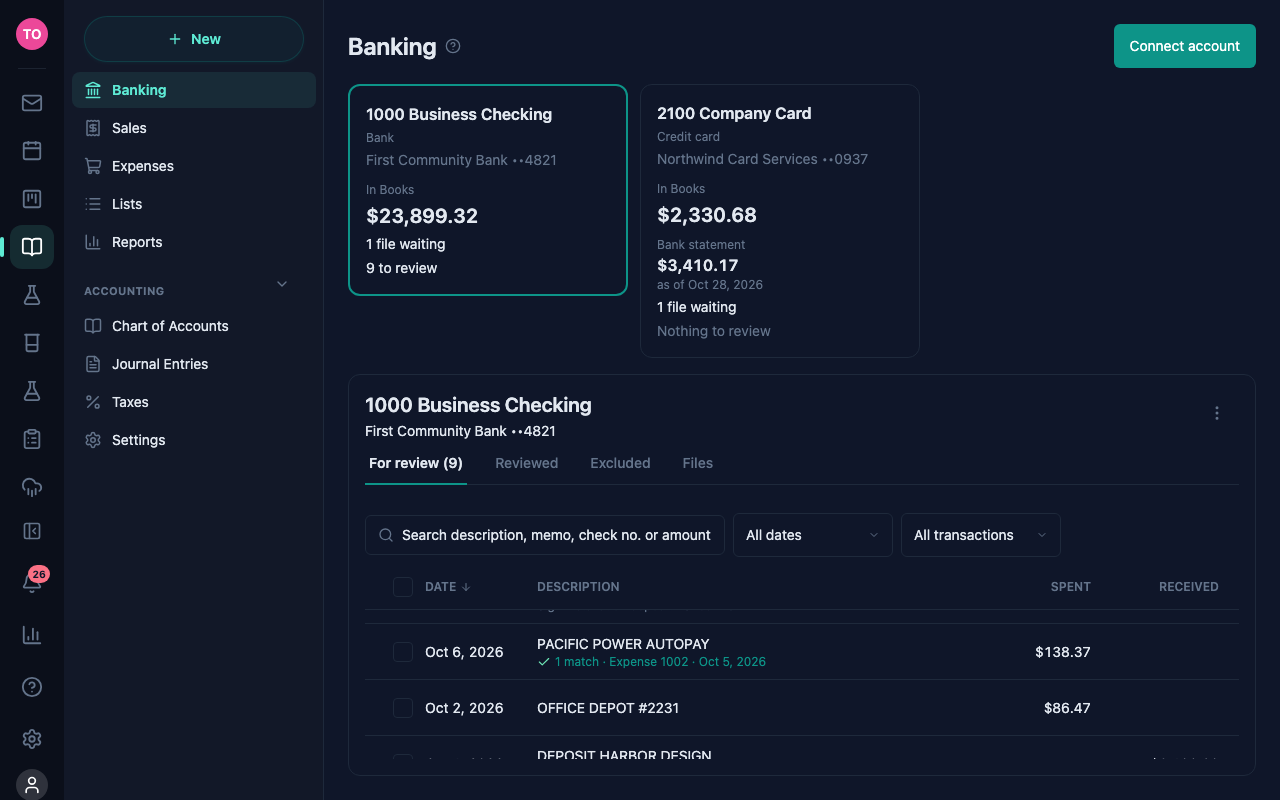 TO
New
Banking
Sales
Expenses
Lists
Reports
ACCOUNTING
Chart of Accounts
Journal Entries
Taxes
Settings
26
Banking
Connect account
1000 Business Checking
Bank
First Community Bank ••4821
In Books
$23,899.32
1 file waiting
9 to review
2100 Company Card
Credit card
Northwind Card Services ••0937
In Books
$2,330.68
Bank statement
$3,410.17
as of Oct 28, 2026
1 file waiting
Nothing to review
1000 Business Checking
First Community Bank ••4821
For review (9) Reviewed Excluded Files
Search description, memo, check no. or amount All dates All transactions
DATE DESCRIPTION SPENT RECEIVED
Oct 6, 2026 PACIFIC POWER AUTOPAY $138.37
1 match · Expense 1002 · Oct 5, 2026
Oct 2, 2026 OFFICE DEPOT #2231 $86.47
DEPOSIT HARBOR DESIGN